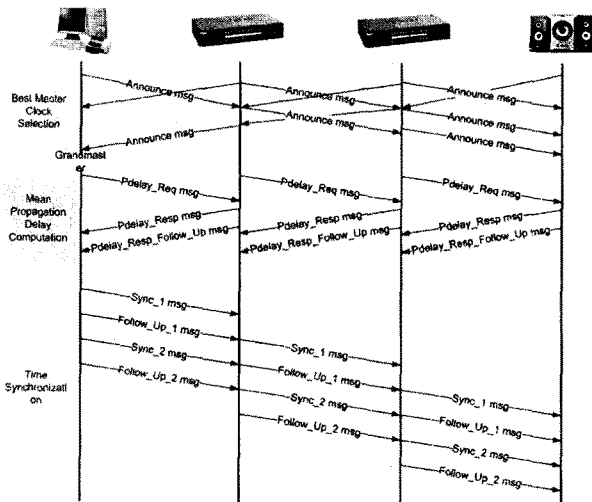 Announce msg
Announce msg
Announce msg
Best Master
Clock
Selection
Announce msg
Announce msg
Announce msg
Announce msg
Grandmast
er
Pdelay_Req msg
Pdelay_Req msg
Pdelay_Req msg
Mean
Propagation
Delay
Computation
Pdelay_Resp msg
Pdelay_Resp msg
Pdelay_Resp msg
Pdelay_Resp_Follow_Up msg
Pdelay_Resp_Follow_Up msg
Pdelay_Resp_Follow_Up msg
Sync_1 msg
Follow_Up_1 msg
Sync_2 msg
Sync_1 msg
Time
Synchronizati
on
Follow_Up_2 msg
Follow_Up_1 msg
Sync_1 msg
Sync_2 msg
Follow_Up_1 msg
Follow_Up_2 msg
Sync_2 msg
Follow_Up_2 msg